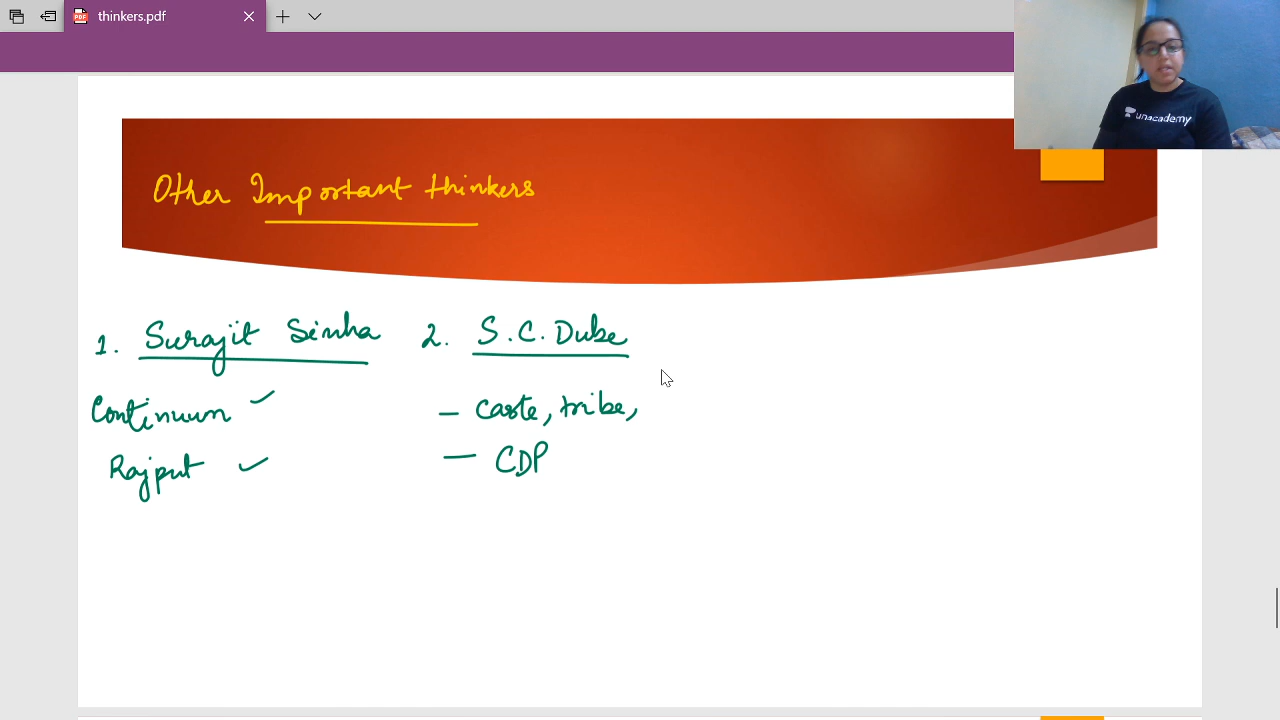 thinkers.pdf
unacademy
Other Important thinkers
1. Surajit Sinha
Continuum ✓
Rajput ✓
2. S.C. Dube
- Caste, tribe,
- CDP